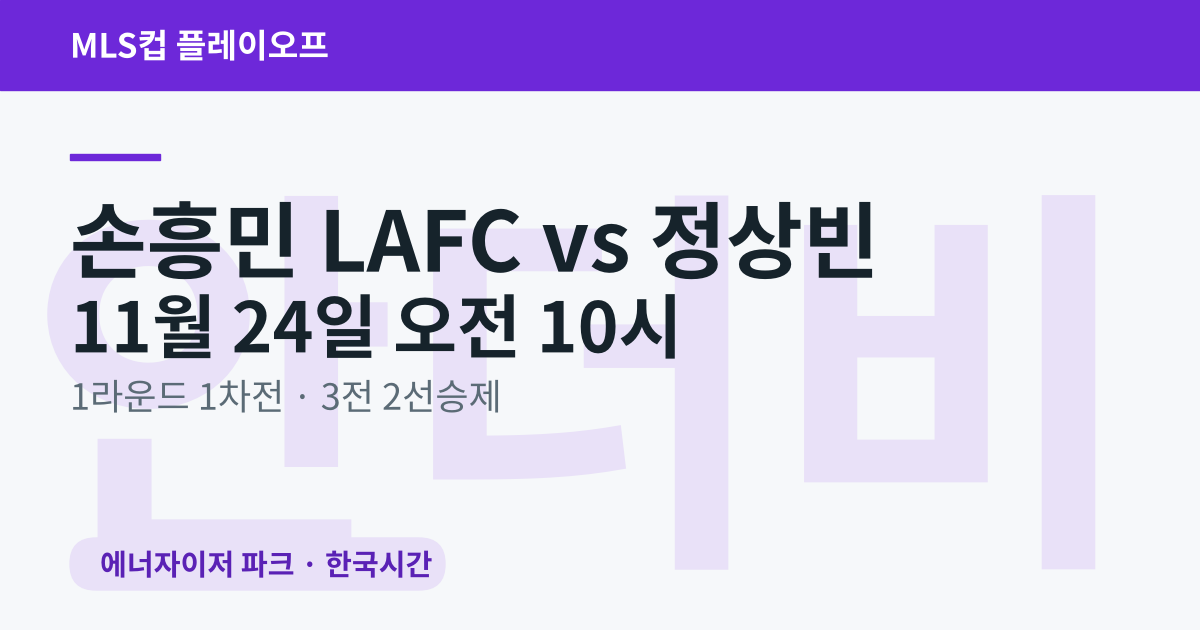 MLS컵 플레이오프
손흥민 LAFC vs 정상빈
11월 24일 오전 10시
1라운드 1차전 · 3전 2선승제
에너자이저 파크 · 한국시간